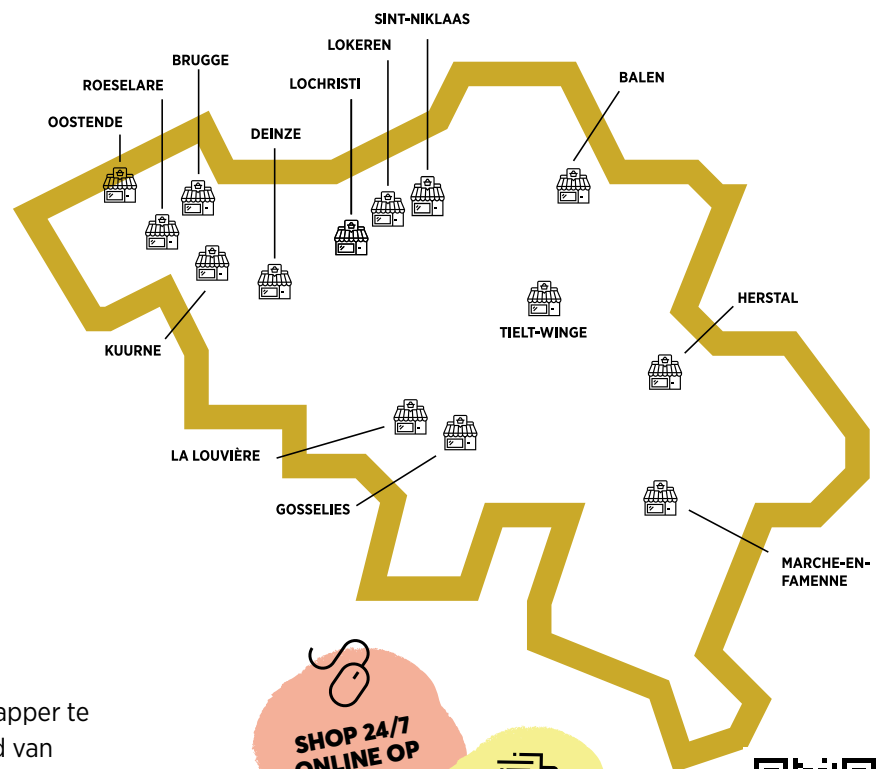 SINT-NIKLAAS
LOKEREN
BRUGGE
BALEN
ROESELARE
LOCHRISTI
OOSTENDE
DEINZE
HERSTAL
TIELT-WINGE
KUURNE
LA LOUVIÈRE
GOSSELIES
MARCHE-EN-
FAMENNE
te
van
SHOP 24/7
ONLINE OP